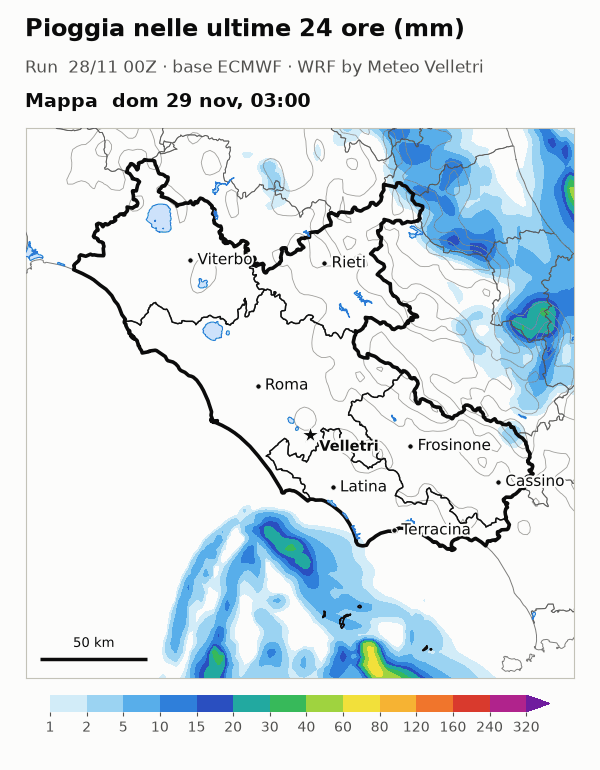 Pioggia nelle ultime 24 ore (mm)
Run 28/11 00Z · base ECMWF · WRF by Meteo Velletri
Mappa dom 29 nov, 03:00
Viterbo
Rieti
Roma
Velletri
Frosinone
Latina
Cassino
Terracina
50 km
1 2 5 10 15 20 30 40 60 80 120 160 240 320